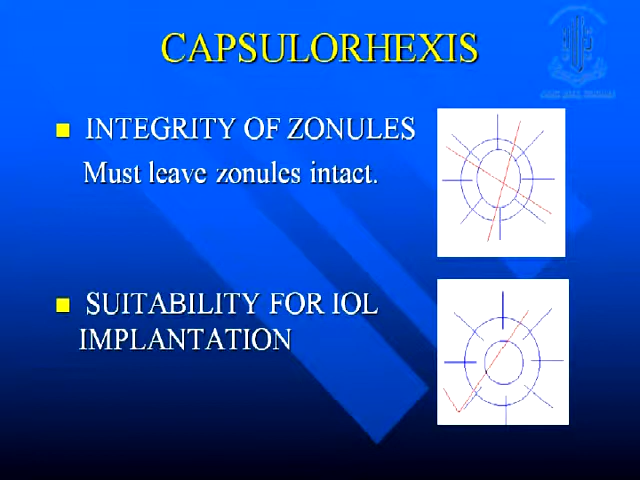 CAPSULORHEXIS
INTEGRITY OF ZONULES
Must leave zonules intact.
SUITABILITY FOR IOL
IMPLANTATION